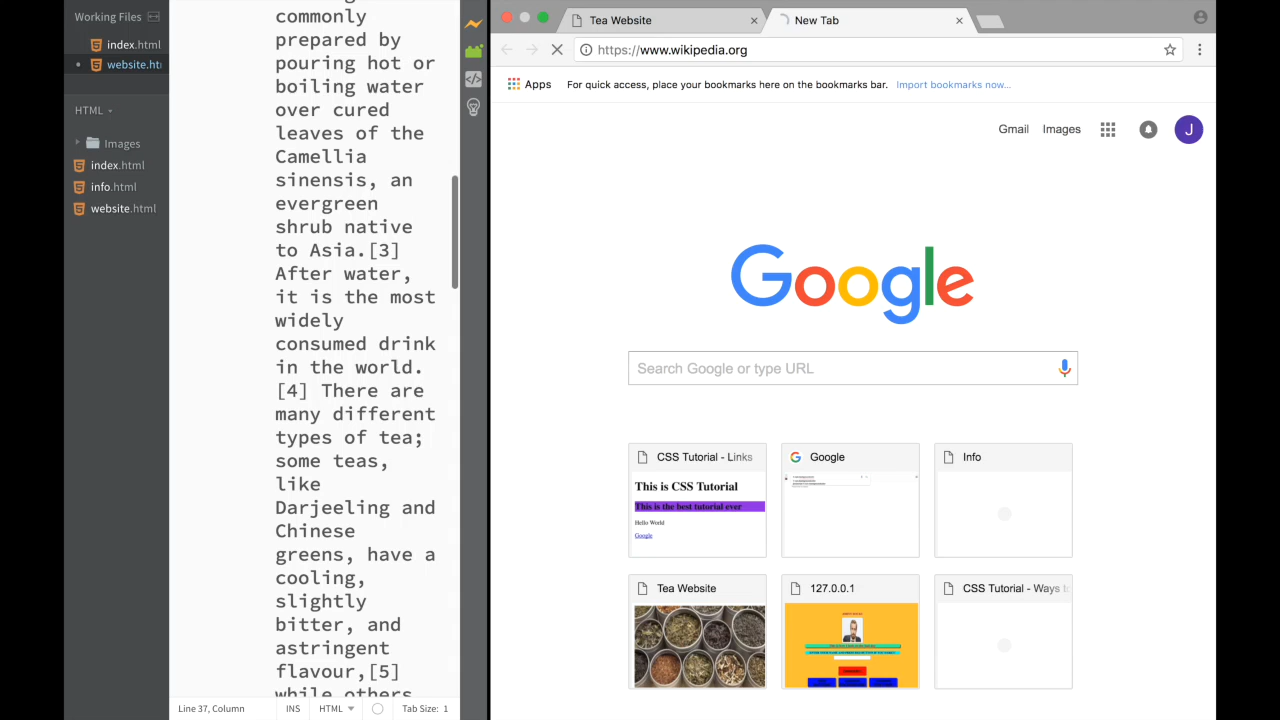 Working Files
index.html
website.ht
HTML
Images
index.html
info.html
website.html
commonly
prepared by
pouring hot or
boiling water
over cured
leaves of the
Camellia
sinensis, an
evergreen
shrub native
to Asia.[3]
After water,
it is the most
widely
consumed drink
in the world.
[4] There are
many different
types of tea;
some teas,
like
Darjeeling and
Chinese
greens, have a
cooling,
slightly
bitter, and
astringent
flavour,[5]
while others
Line 37, Column
INS
HTML
Tab Size: 1
Tea Website
New Tab
https://www.wikipedia.org
Apps
For quick access, place your bookmarks here on the bookmarks bar. Import bookmarks now...
Gmail
Images
J
Google
Search Google or type URL
CSS Tutorial - Links
This is CSS Tutorial
This is the best tutorial ever
Hello World
Google
Google
Info
Tea Website
127.0.0.1
CSS Tutorial - Ways